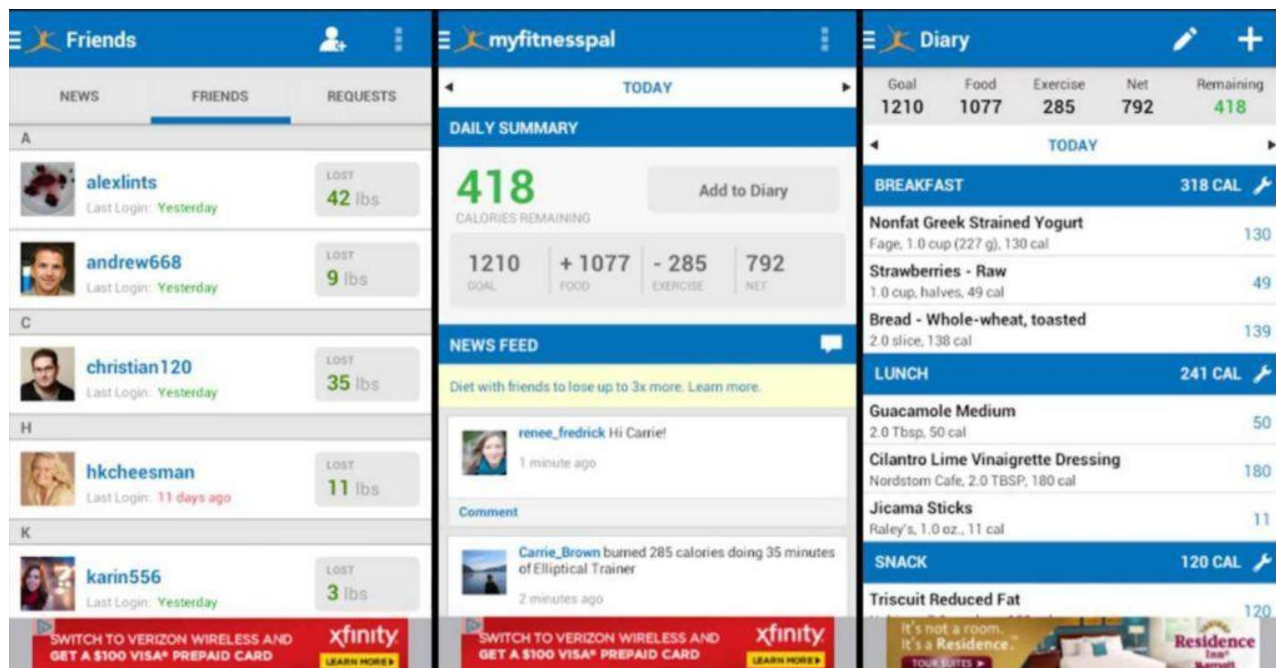 Friends
NEWS FRIENDS REQUESTS
A
alexlints
Last Login: Yesterday
LOST
42 lbs
andrew668
Last Login: Yesterday
LOST
9 lbs
C
christian120
Last Login: Yesterday
LOST
35 lbs
H
hkcheesman
Last Login: 11 days ago
LOST
11 lbs
K
karin556
Last Login: Yesterday
LOST
3 lbs
SWITCH TO VERIZON WIRELESS AND
GET A $100 VISA® PREPAID CARD
xfinity
LEARN MORE
myfitnesspal
TODAY
DAILY SUMMARY
418
CALORIES REMAINING
Add to Diary
1210 + 1077 - 285 792
GOAL FOOD EXERCISE NET
NEWS FEED
Diet with friends to lose up to 3x more. Learn more.
renee_fredrick Hi Carrie!
1 minute ago
Comment
Carrie_Brown burned 285 calories doing 35 minutes
of Elliptical Trainer
2 minutes ago
SWITCH TO VERIZON WIRELESS AND
GET A $100 VISA® PREPAID CARD
xfinity
LEARN MORE
Diary
Goal Food Exercise Net Remaining
1210 1077 285 792 418
TODAY
BREAKFAST 318 CAL
Nonfat Greek Strained Yogurt
Fage, 1.0 cup (227 g), 130 cal
130
Strawberries - Raw
1.0 cup, halves, 49 cal
49
Bread - Whole-wheat, toasted
2.0 slice, 138 cal
139
LUNCH 241 CAL
Guacamole Medium
2.0 Tbsp, 50 cal
50
Cilantro Lime Vinaigrette Dressing
Nordstom Cafe, 2.0 TBSP, 180 cal
180
Jicama Sticks
Raley's, 1.0 oz., 11 cal
11
SNACK 120 CAL
Triscuit Reduced Fat
120
It's not a room.
It's a Residence.™
TOUR SUITES
Residence
Inn